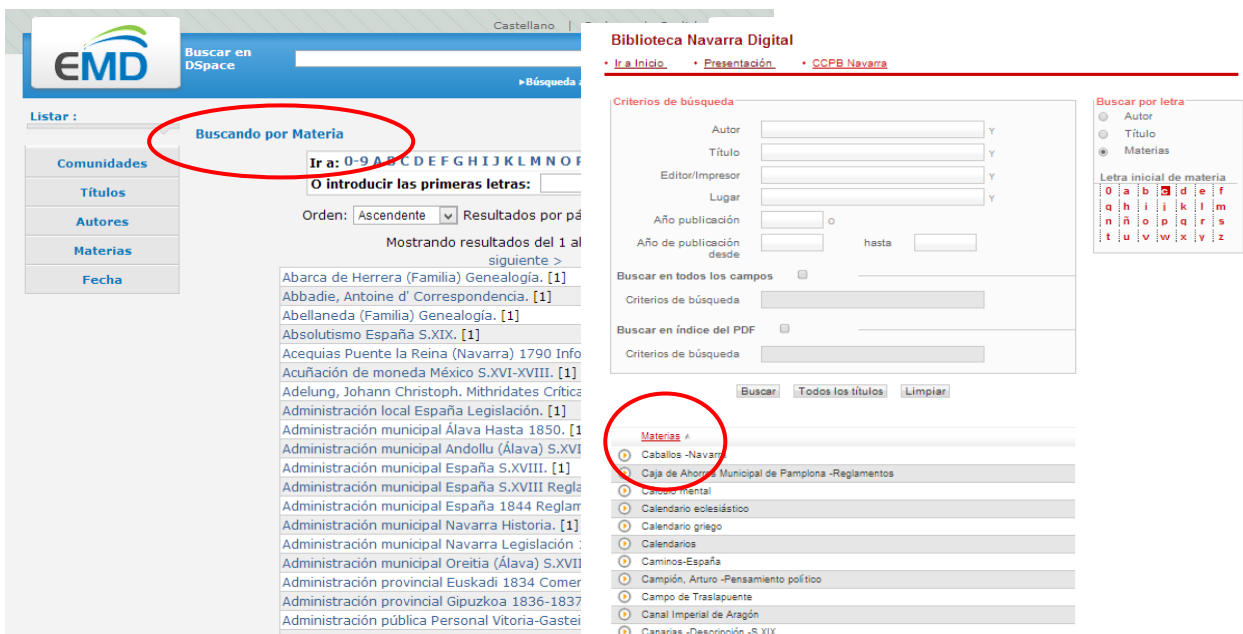 Castellano |
EMD
Buscar en
DSpace
▸Búsqueda
Listar :
Comunidades
Títulos
Autores
Materias
Fecha
Buscando por Materia
Ir a: 0-9 A B C D E F G H I J K L M N O P
O introducir las primeras letras:
Orden: Ascendente Resultados por
Mostrando resultados del 1
siguiente >
Abarca de Herrera (Familia) Genealogía. [1]
Abbadie, Antoine d' Correspondencia. [1]
Abellaneda (Familia) Genealogía. [1]
Absolutismo España S.XIX. [1]
Acequias Puente la Reina (Navarra) 1790 Info
Acuñación de moneda México S.XVI-XVIII. [1]
Adelung, Johann Christoph. Mithridates Crítica
Administración local España Legislación. [1]
Administración municipal Álava Hasta 1850. [1
Administración municipal Andollu (Álava) S.XVI
Administración municipal España S.XVIII. [1]
Administración municipal España S.XVIII Regla
Administración municipal España 1844 Reglam
Administración municipal Navarra Historia. [1]
Administración municipal Navarra Legislación
Administración municipal Oreitia (Álava) S.XVII
Administración provincial Euskadi 1834 Comer
Administración provincial Gipuzkoa 1836-1837
Administración pública Personal Vitoria-Gastei
Biblioteca Navarra Digital
• Ir a Inicio • Presentación • CCPB Navarra
Criterios de búsqueda
Autor Y
Título Y
Editor/Impresor Y
Lugar Y
Año publicación o
Año de publicación desde hasta
Buscar en todos los campos
Criterios de búsqueda
Buscar en índice del PDF
Criterios de búsqueda
Buscar Todos los títulos Limpiar
Materias
Caballos -Navarra
Caja de Ahorros Municipal de Pamplona -Reglamentos
Cálculo mental
Calendario eclesiástico
Calendario griego
Calendarios
Caminos-España
Campión, Arturo -Pensamiento político
Campo de Traslapuente
Canal Imperial de Aragón
Canarias -Descripción -S.XIX
Buscar por letra
Autor
Título
Materias
Letra inicial de materia
0 a b c d e f
g h i j k l m
n ñ o p q r s
t u v w x y z